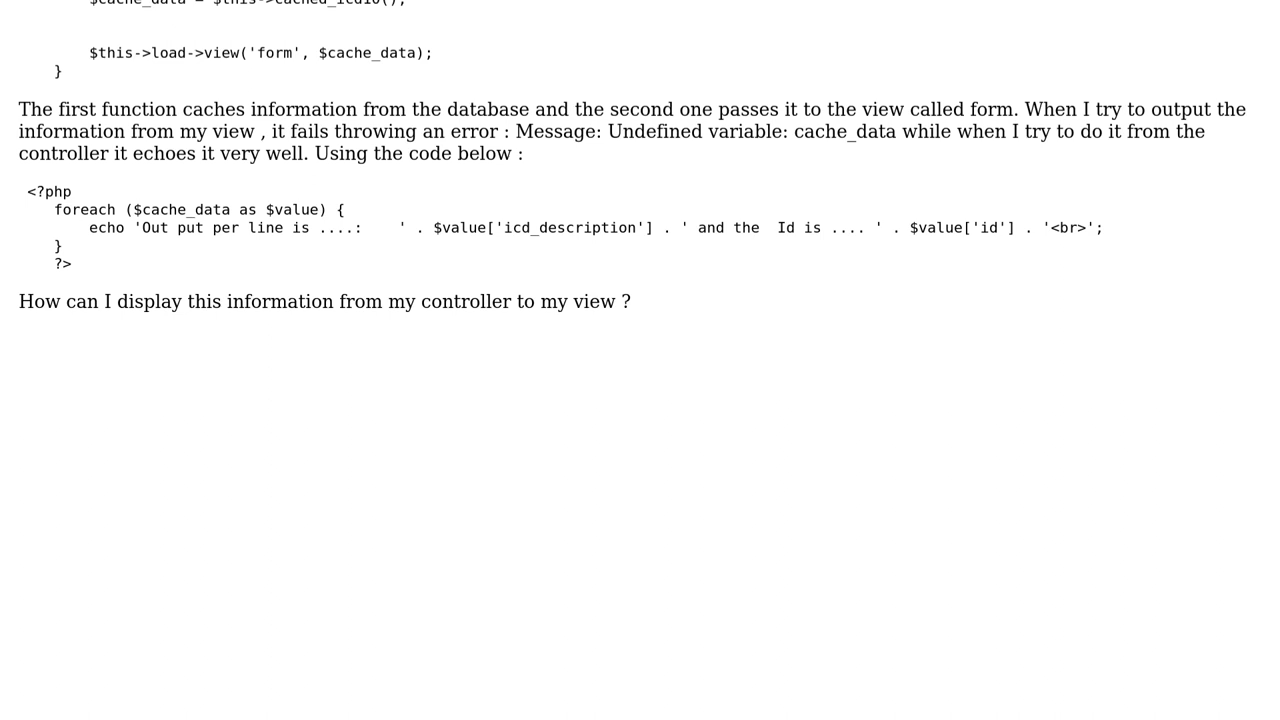 $cache_data = $this->cached_icd10();
$this->load->view('form', $cache_data);
}
The first function caches information from the database and the second one passes it to the view called form. When I try to output the
information from my view , it fails throwing an error : Message: Undefined variable: cache_data while when I try to do it from the
controller it echoes it very well. Using the code below :
<?php
foreach ($cache_data as $value) {
echo 'Out put per line is ....:    ' . $value['icd_description'] . ' and the  Id is .... ' . $value['id'] . '<br>';
}
?>
How can I display this information from my controller to my view ?